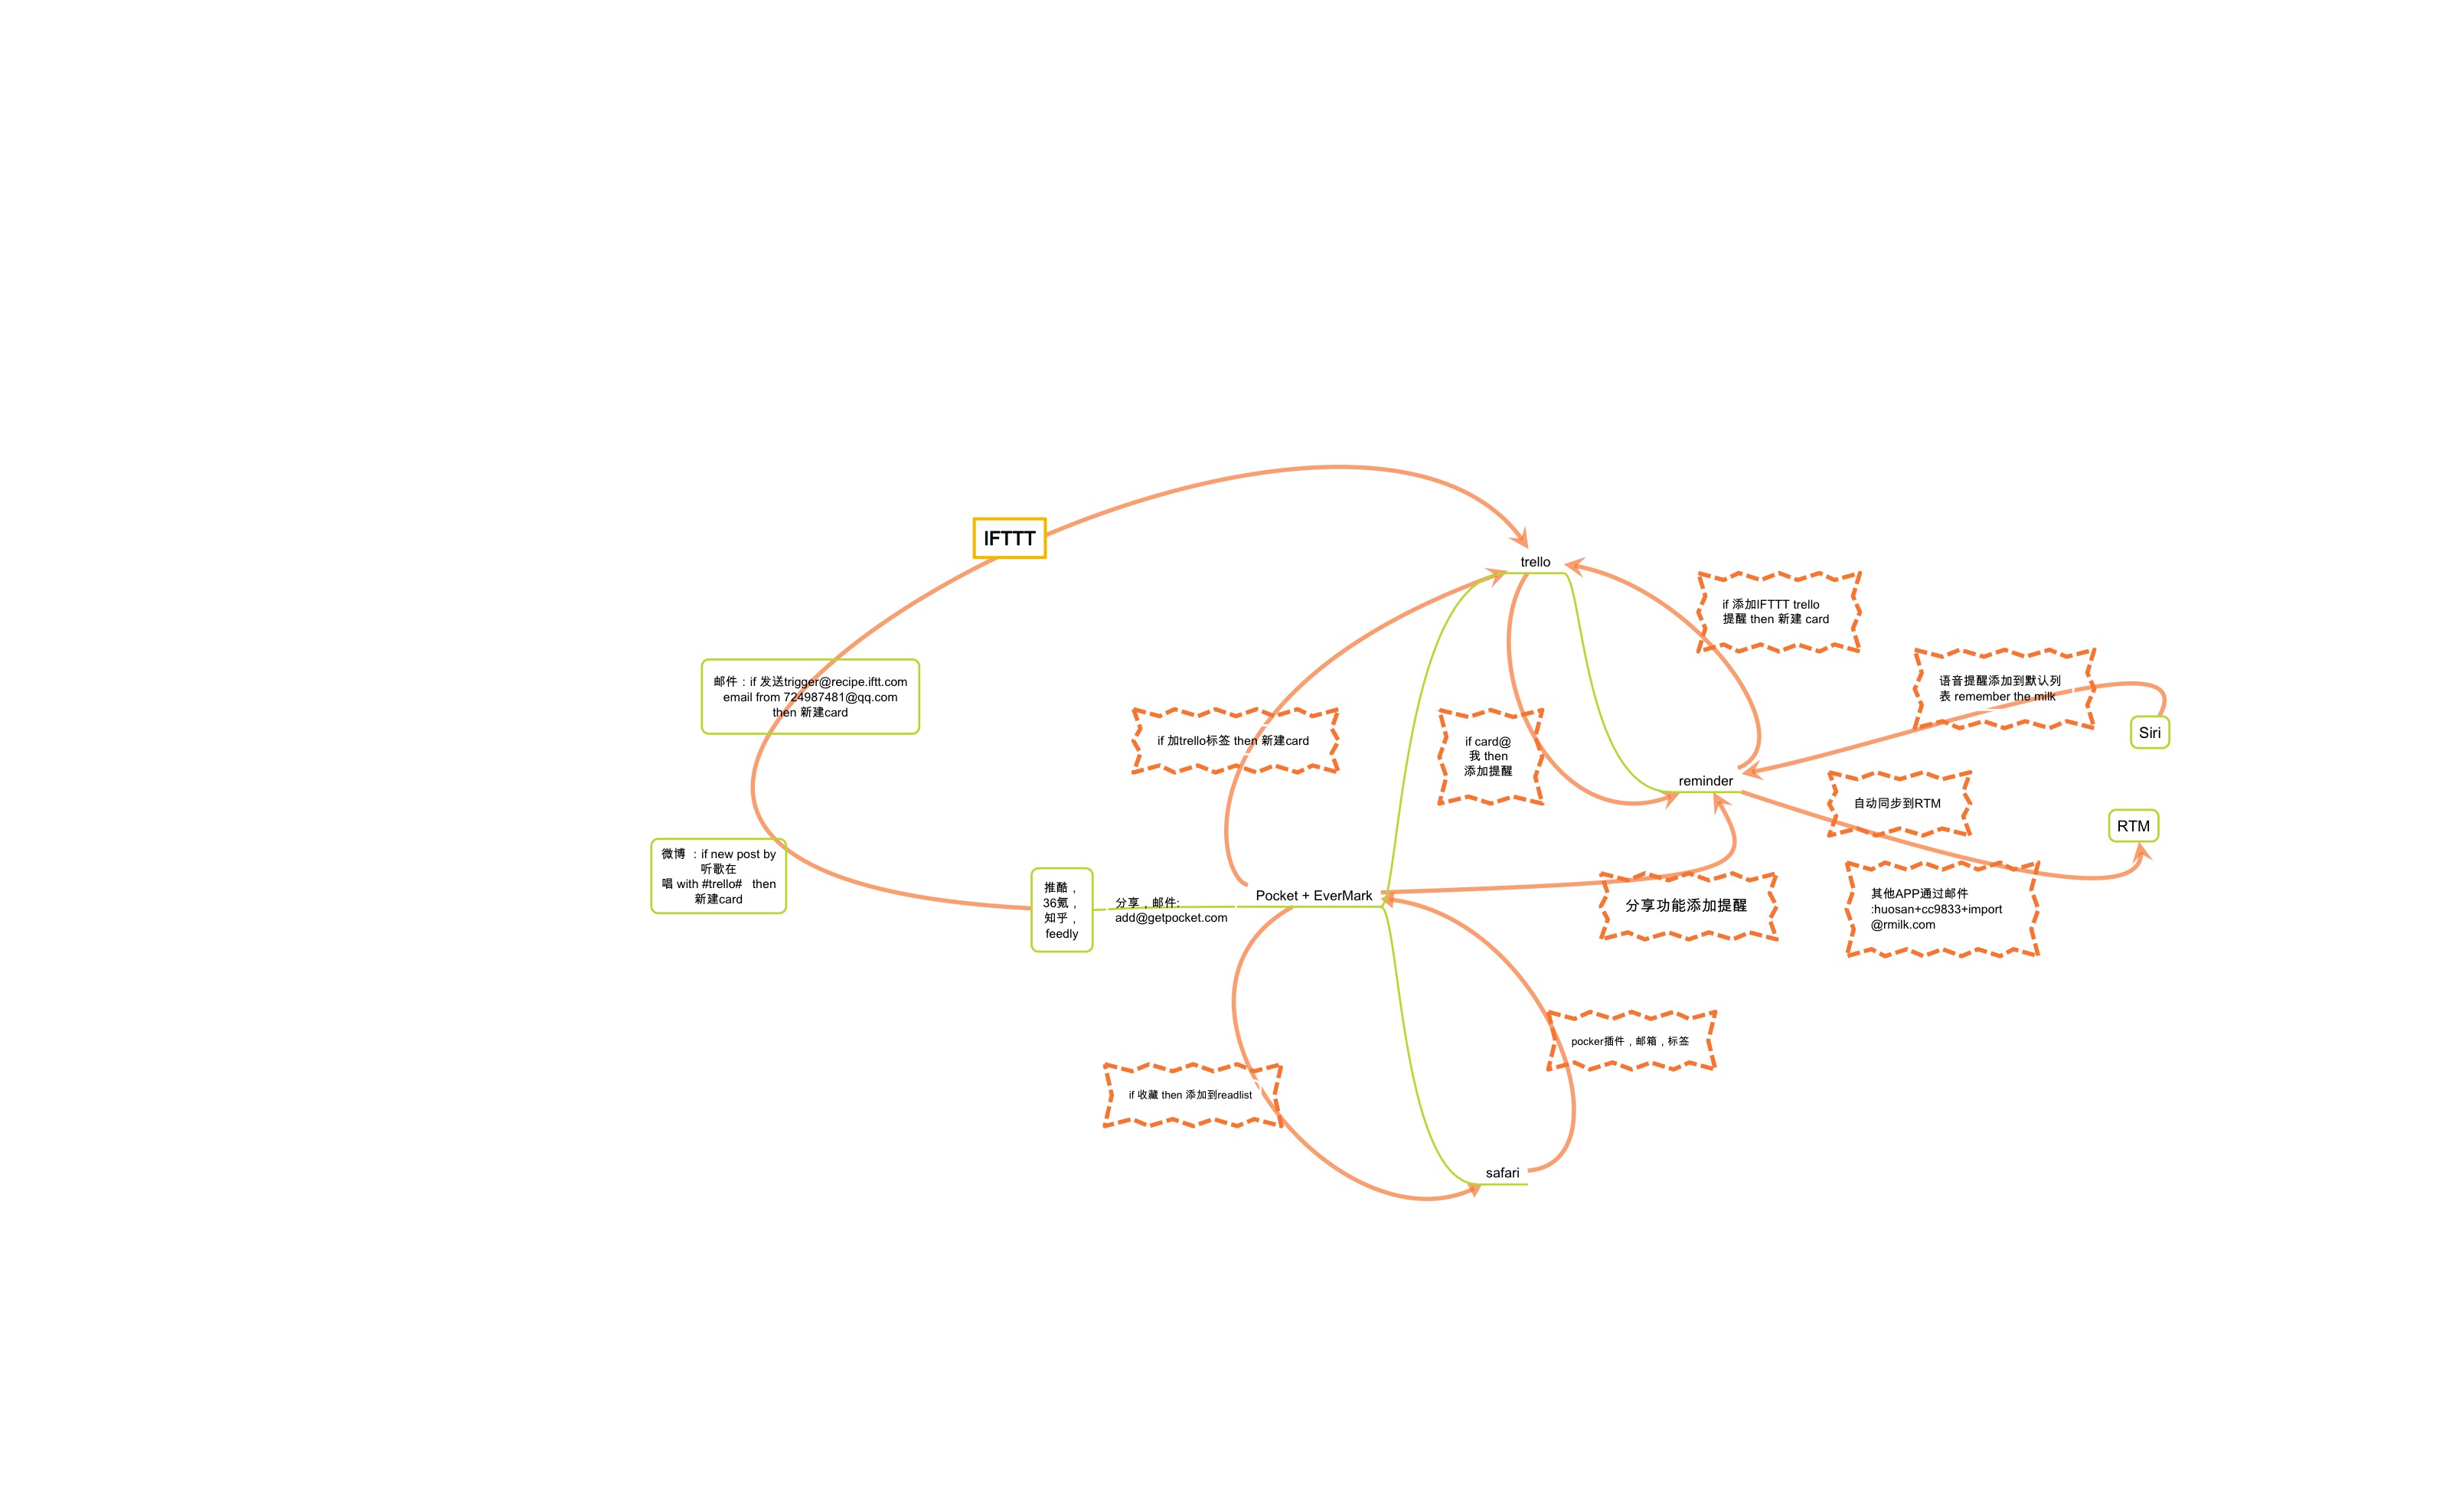 IFTTT
trello
if 添加IFTTT trello
提醒 then 新建 card
邮件：if 发送trigger@recipe.iftt.com
email from 724987481@qq.com
then 新建card
语音提醒添加到默认列
表 remember the milk
Siri
if 加trello标签 then 新建card
if card@
我 then
添加提醒
reminder
自动同步到RTM
RTM
微博 ：if new post by
听歌在
唱 with #trello# then
新建card
推酷，
36氪，
知乎，
feedly
分享，邮件:
add@getpocket.com
Pocket + EverMark
分享功能添加提醒
其他APP通过邮件
:huosan+cc9833+import
@rmilk.com
pocker插件，邮箱，标签
if 收藏 then 添加到readlist
safari